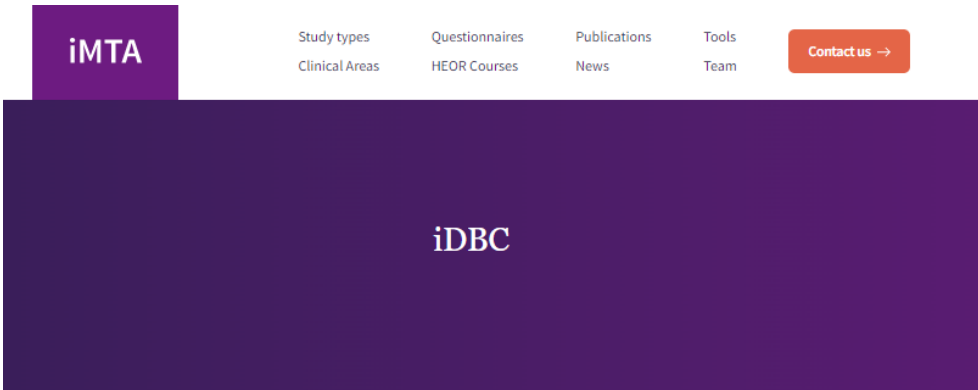 iMTA
Study types Questionnaires Publications Tools
Clinical Areas HEOR Courses News Team
Contact us →
iDBC